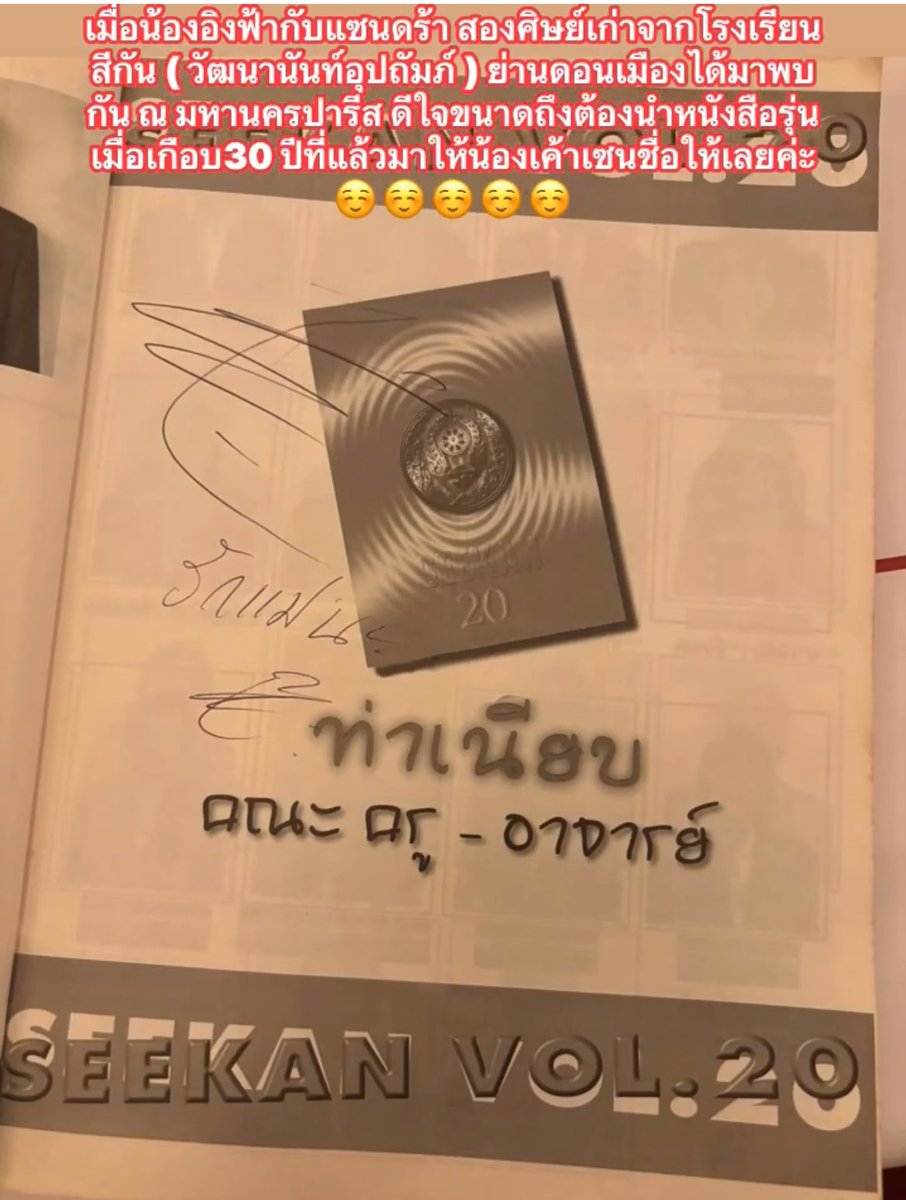 เมื่อน้องอิงฟ้ากับแซนดร้า สองศิษย์เก่าจากโรงเรียน
สีกัน ( วัฒนานันท์อุปถัมภ์ ) ย่านดอนเมืองได้มาพบ
กัน ณ มหานครปารีส ดีใจขนาดถึงต้องนำหนังสือรุ่น
เมื่อเกือบ30 ปีที่แล้วมาให้น้องเค้าเซนชื่อให้เลยค่ะ
☺️☺️☺️☺️☺️
SEEKAN VOL.20
SEEKAN
20
รักแม่นะ
ทำเนียบ
คณะ ครู - อาจารย์
SEEKAN VOL.20